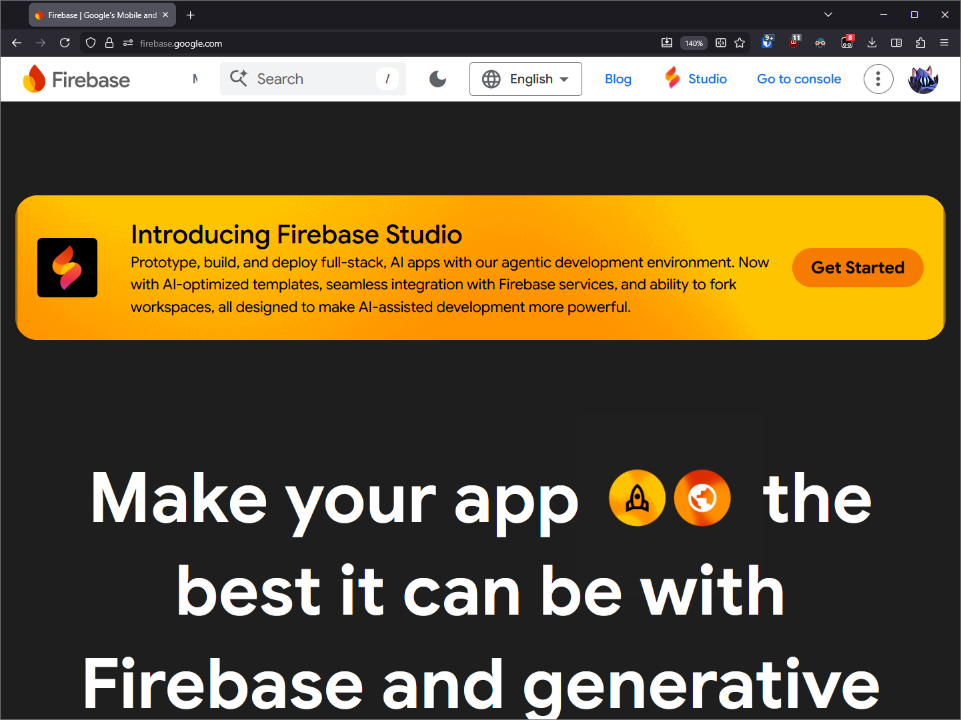 Firebase | Google's Mobile and
firebase.google.com
140%
9+
11
8
Firebase
Search
/
English
Blog
Studio
Go to console
Introducing Firebase Studio
Prototype, build, and deploy full-stack, AI apps with our agentic development environment. Now
with AI-optimized templates, seamless integration with Firebase services, and ability to fork
workspaces, all designed to make AI-assisted development more powerful.
Get Started
Make your app the
best it can be with
Firebase and generative